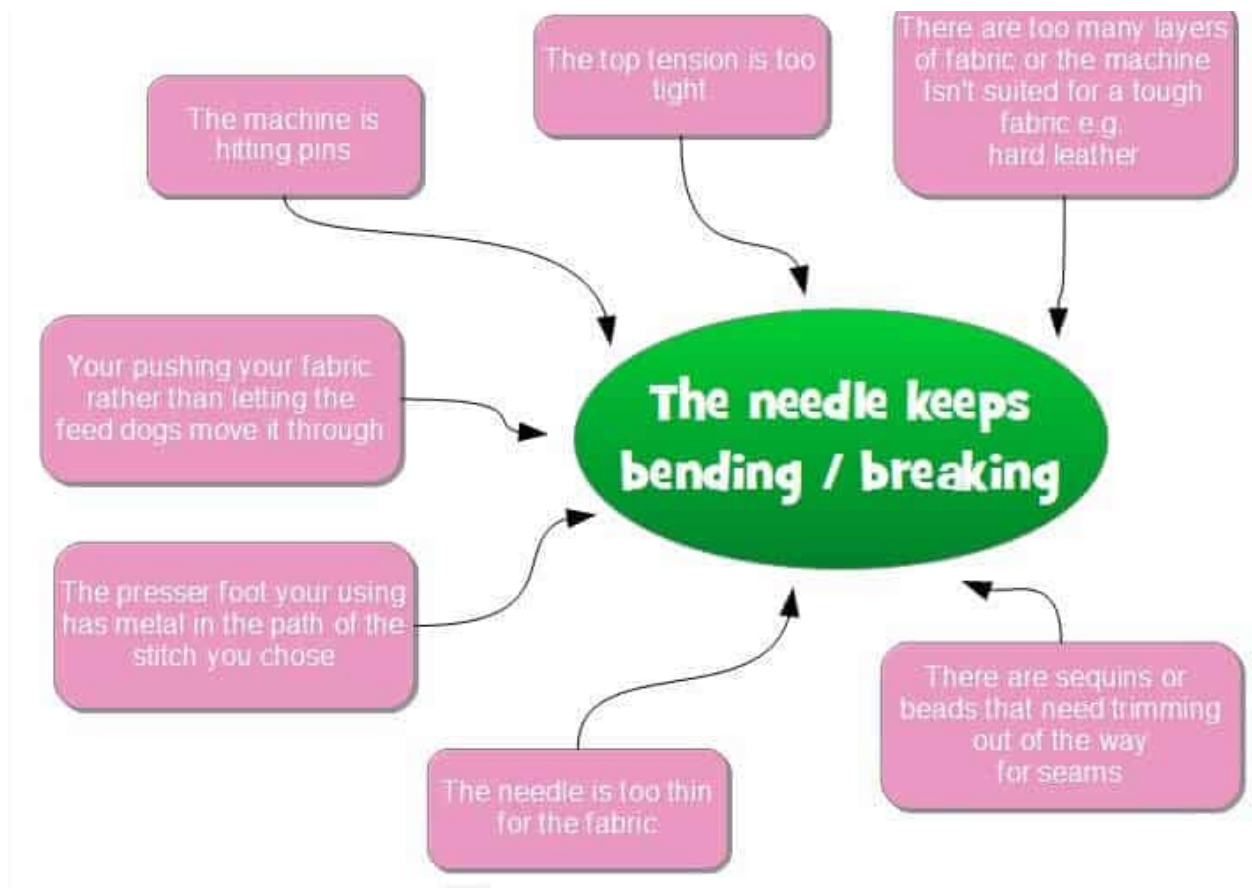 There are too many layers
of fabric or the machine
Isn't suited for a tough
fabric e.g.
hard leather
The top tension is too
tight
The machine is
hitting pins
Your pushing your fabric
rather than letting the
feed dogs move it through
The needle keeps
bending / breaking
The presser foot your using
has metal in the path of the
stitch you chose
There are sequins or
beads that need trimming
out of the way
for seams
The needle is too thin
for the fabric